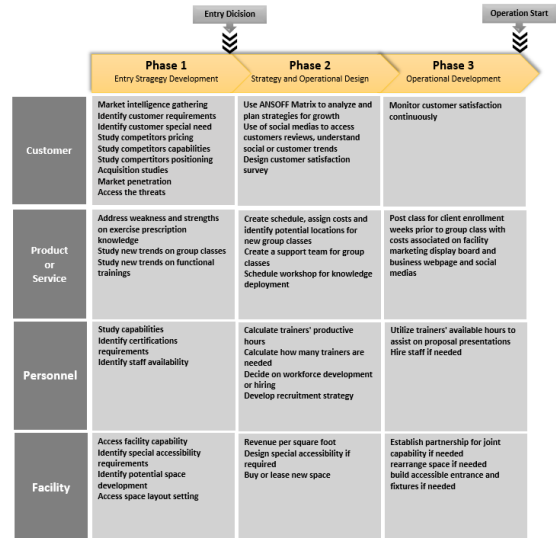 Entry Dicision
Operation Start
Phase 1
Entry Stragegy Development
Phase 2
Strategy and Operational Design
Phase 3
Operational Development
Customer
Market intelligence gathering
Identify customer requirements
Identify customer special need
Study competitors pricing
Study competitors capabilities
Study compertitors positioning
Acquisition studies
Market penetration
Access the threats
Use ANSOFF Matrix to analyze and
plan strategies for growth
Use of social medias to access
customers reviews, understand
social or customer trends
Design customer satisfaction
survey
Monitor customer satisfaction
continuously
Product
or
Service
Address weakness and strengths
on exercise prescription
knowledge
Study new trends on group classes
Study new trends on functional
trainings
Create schedule, assign costs and
identify potential locations for
new group classes
Create a support team for group
classes
Schedule workshop for knowledge
deployment
Post class for client enrollment
weeks prior to group class with
costs associated on facility
marketing display board and
business webpage and social
medias
Personnel
Study capabilities
Identify certifications
requirements
Identify staff availability
Calculate trainers' productive
hours
Calculate how many trainers are
needed
Decide on workforce development
or hiring
Develop recruitment strategy
Utilize trainers' available hours to
assist on proposal presentations
Hire staff if needed
Facility
Access facility capability
Identify special accessibility
requirements
Identify potential space
development
Access space layout setting
Revenue per square foot
Design special accessibility if
required
Buy or lease new space
Establish partnership for joint
capability if needed
rearrange space if needed
build accessible entrance and
fixtures if needed